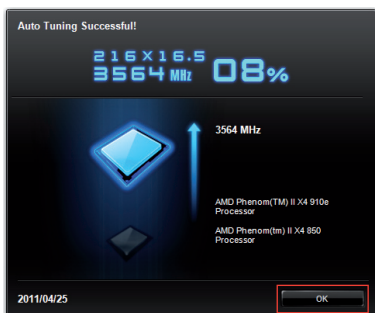 Auto Tuning Successful!
216X16.5
3564 MHz
08%
3564 MHz
AMD Phenom(TM) II X4 910e
Processor
AMD Phenom(tm) II X4 850
Processor
2011/04/25
OK